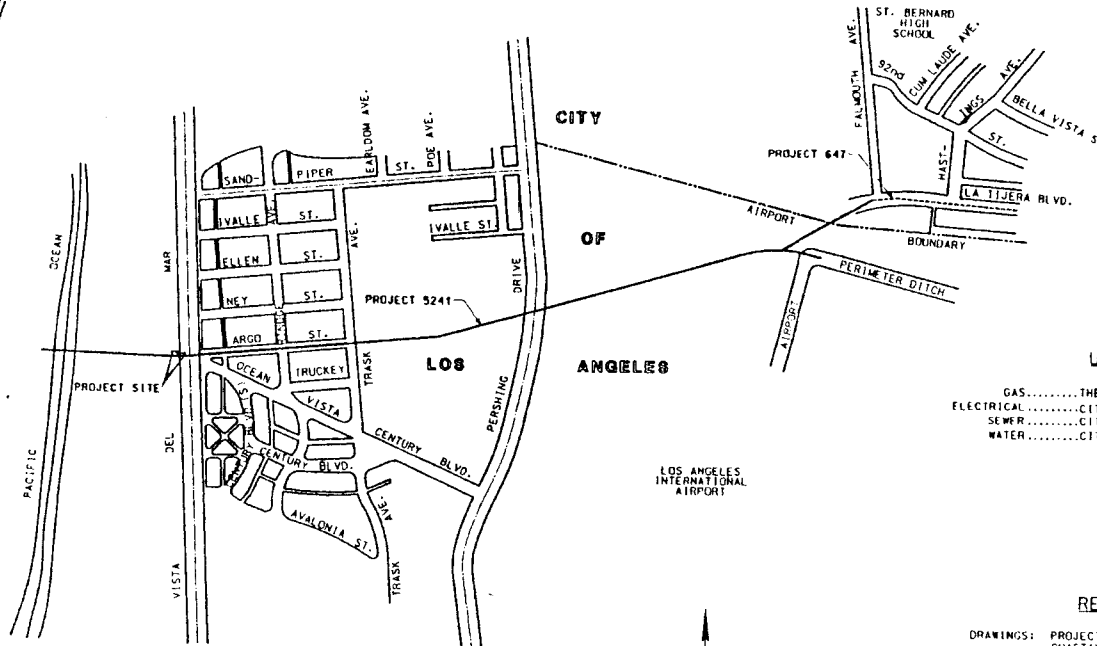 ST. BERNARD
HIGH
SCHOOL
FALMOUTH AVE.
92nd
CUM LAUDE AVE.
HAST-
INGS AVE.
BELLA VISTA
ST.
LA TIJERA BLVD.
PROJECT 647
AIRPORT
BOUNDARY
PERIMETER DITCH
AIRPORT
CITY
OF
LOS
ANGELES
EARLDOM AVE.
POE AVE.
SAND-
PIPER
ST.
IVALLE
ST.
IVALLE ST.
ELLEN
ST.
NEY
ST.
ARGO
ST.
AVE.
TRASK
OCEAN
VISTA
TRUCKEY
PROJECT 5241
PROJECT SITE
PACIFIC
OCEAN
VISTA
DEL
MAR
PERSHING
DRIVE
CENTURY
BLVD.
CENTURY
BLVD.
AVALONIA ST.
TRASK
AVE.
LOS ANGELES
INTERNATIONAL
AIRPORT
GAS.........THE
ELECTRICAL.........
SEWER.........
WATER.........
DRAWINGS: